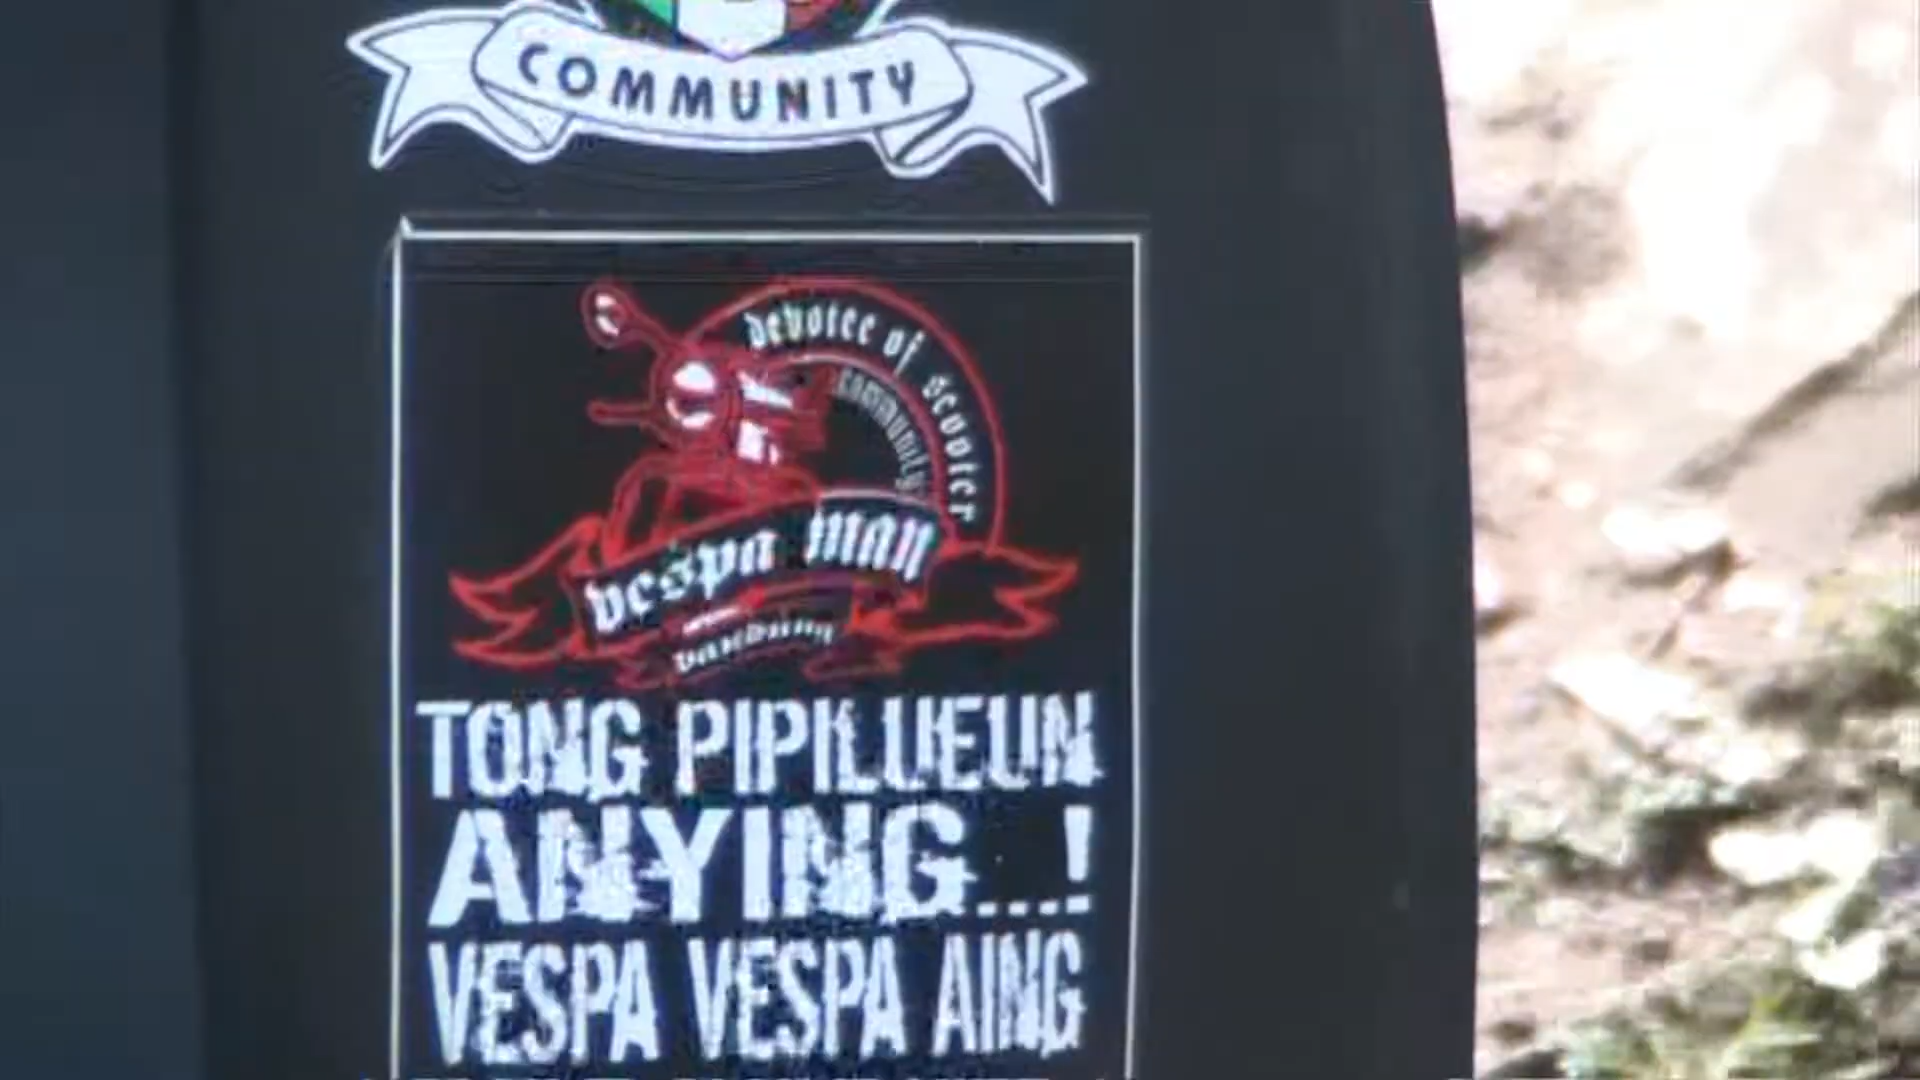 COMMUNITY
devotee of scooter
community
vespa man
bandung
TONG PIPILUEUN
ANYING...!
VESPA VESPA AING